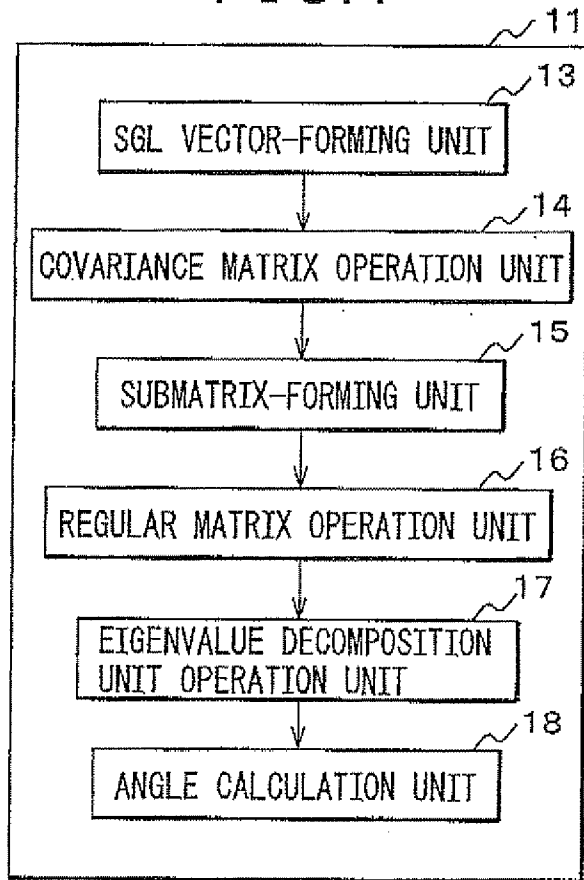 11
13
SGL VECTOR-FORMING UNIT
14
COVARIANCE MATRIX OPERATION UNIT
15
SUBMATRIX-FORMING UNIT
16
REGULAR MATRIX OPERATION UNIT
17
EIGENVALUE DECOMPOSITION
UNIT OPERATION UNIT
18
ANGLE CALCULATION UNIT